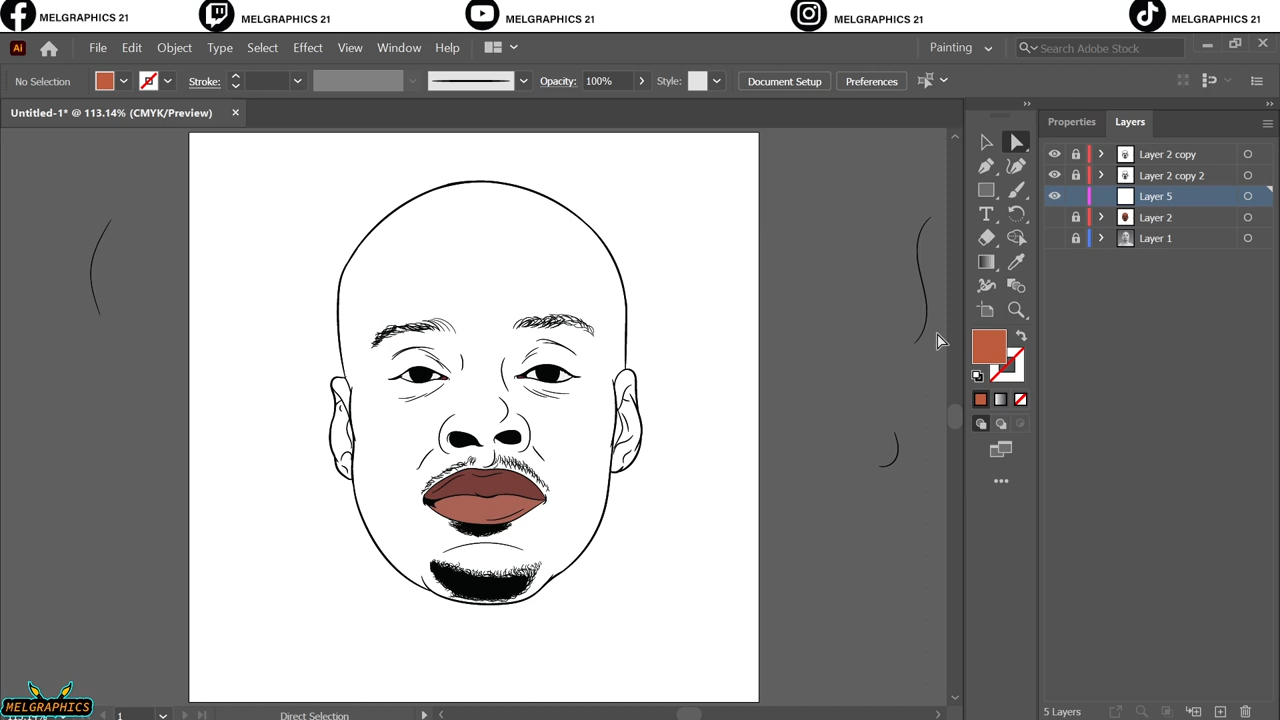 MELGRAPHICS 21 MELGRAPHICS 21 MELGRAPHICS 21 MELGRAPHICS 21 MELGRAPHICS 21
Ai File Edit Object Type Select Effect View Window Help Painting Search Adobe Stock
No Selection Stroke: Opacity: 100% Style: Document Setup Preferences
Untitled-1* @ 113.14% (CMYK/Preview)
Properties Layers
Layer 2 copy
Layer 2 copy 2
Layer 5
Layer 2
Layer 1
MELGRAPHICS
1 Direct Selection 5 Layers